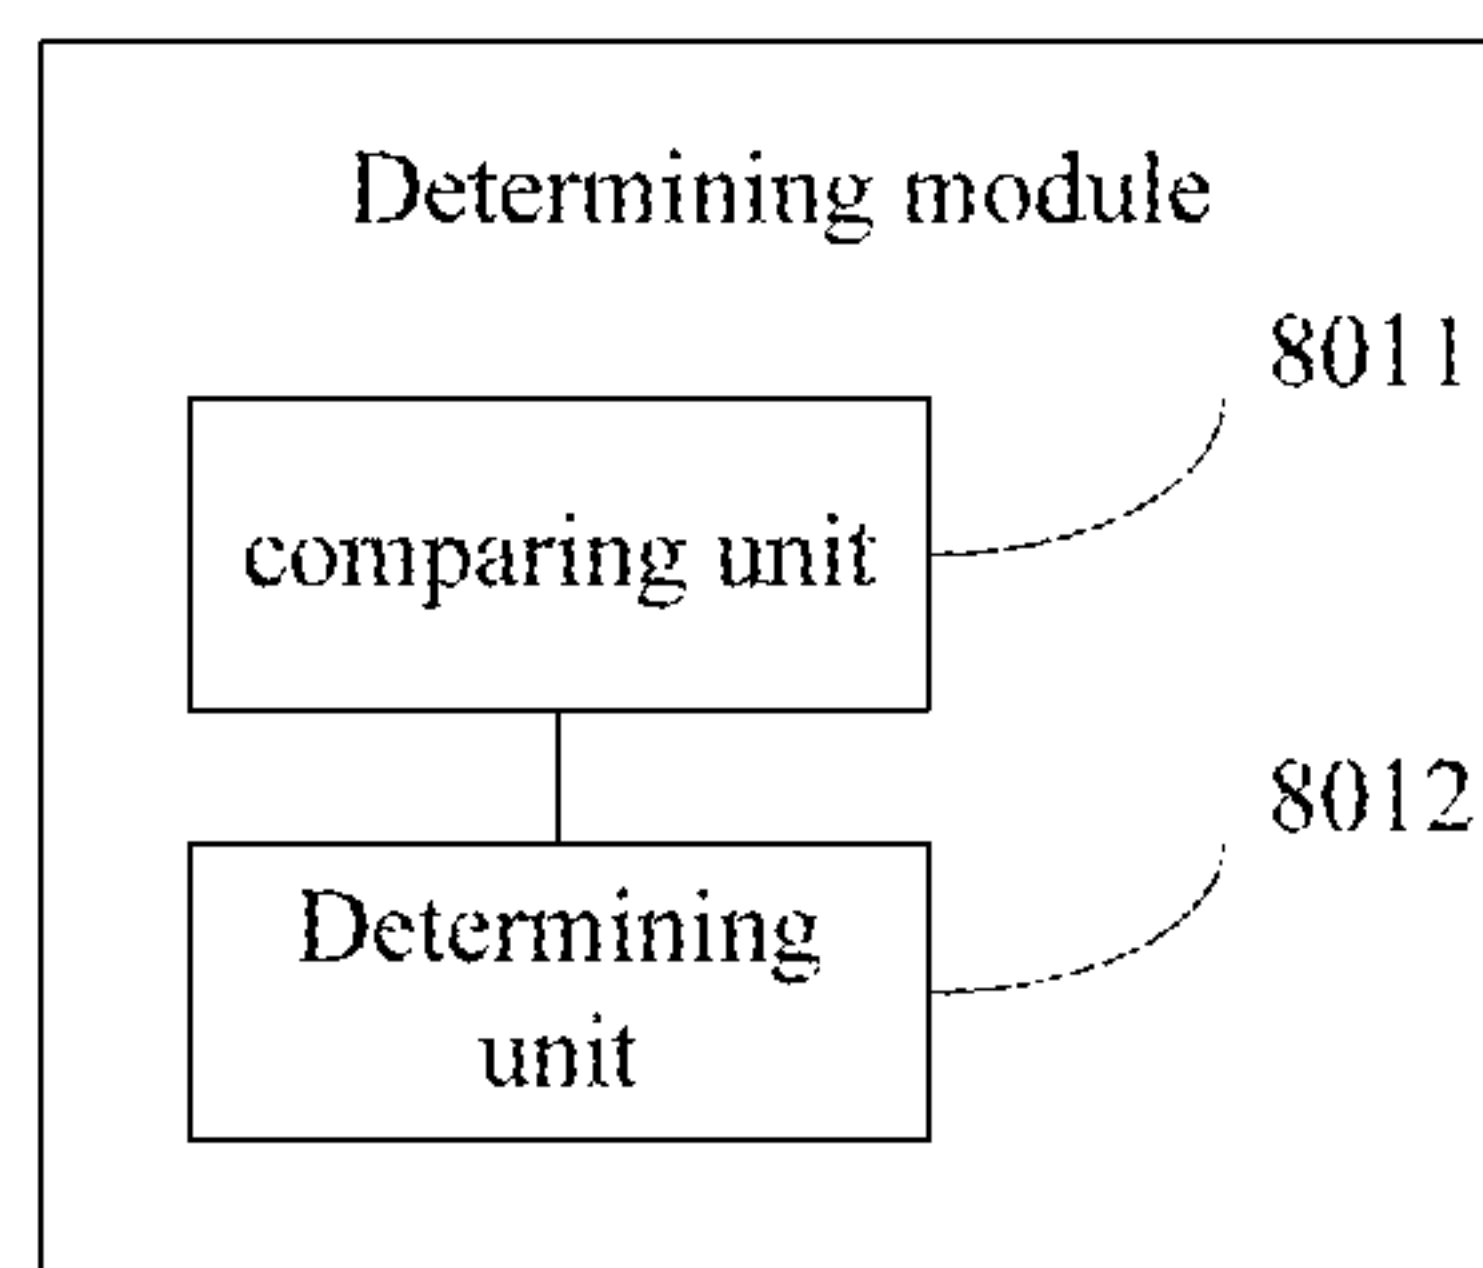 Determining module
8011
comparing unit
8012
Determining
unit